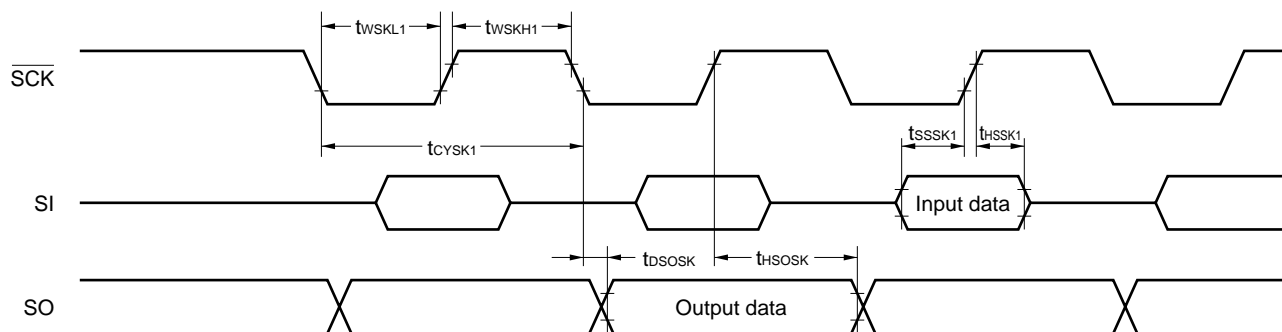 tWSKL1 tWSKH1
SCK
tSSSK1 tHSSK1
tCYSK1
SI Input data
tDSOSK tHSOSK
SO Output data